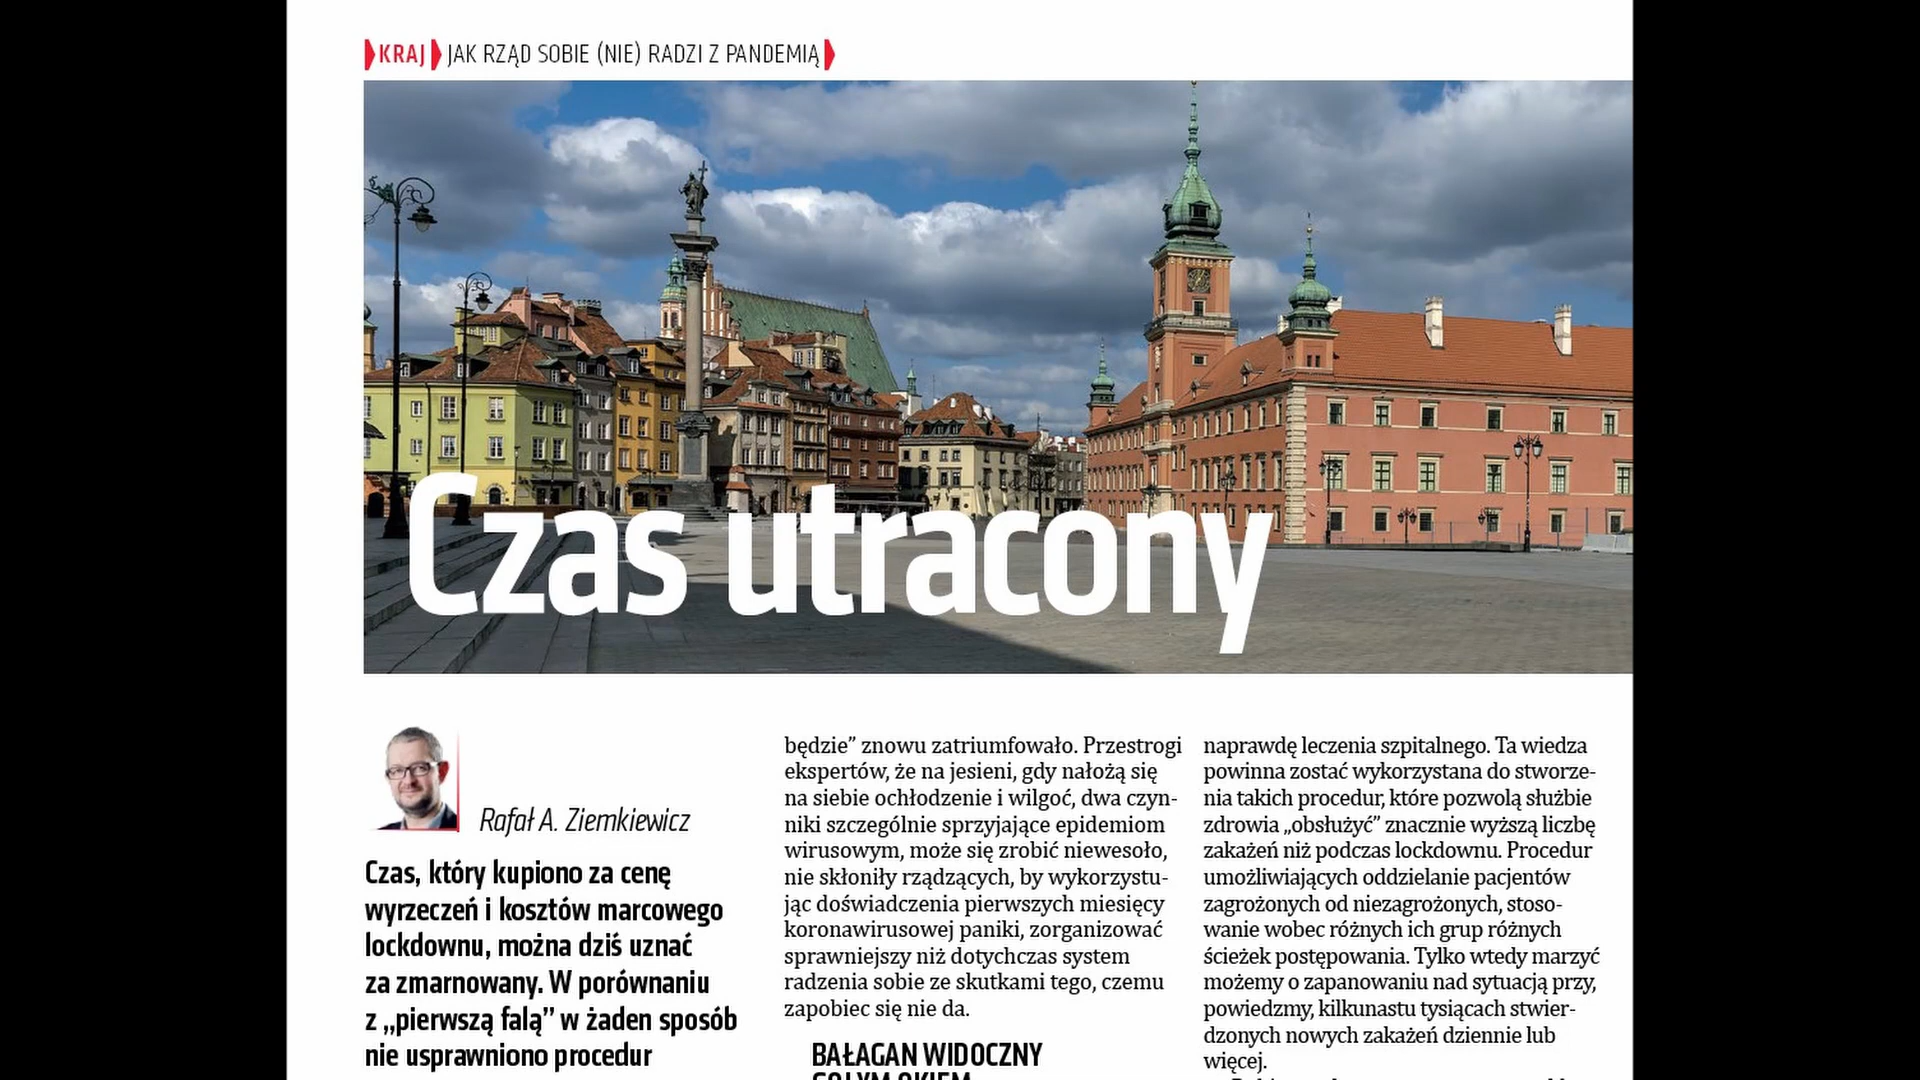 KRAJ JAK RZĄD SOBIE (NIE) RADZI Z PANDEMIĄ
Czas utracony
Rafał A. Ziemkiewicz
Czas, który kupiono za cenę
wyrzeczeń i kosztów marcowego
lockdownu, można dziś uznać
za zmarnowany. W porównaniu
z „pierwszą falą” w żaden sposób
nie usprawniono procedur
będzie” znowu zatriumfowało. Przestrogi
ekspertów, że na jesieni, gdy nałożą się
na siebie ochłodzenie i wilgoć, dwa czyn-
niki szczególnie sprzyjające epidemiom
wirusowym, może się zrobić niewesoło,
nie skłoniły rządzących, by wykorzystu-
jąc doświadczenia pierwszych miesięcy
koronawirusowej paniki, zorganizować
sprawniejszy niż dotychczas system
radzenia sobie ze skutkami tego, czemu
zapobiec się nie da.
BAŁAGAN WIDOCZNY
GOŁYM OKIEM
naprawdę leczenia szpitalnego. Ta wiedza
powinna zostać wykorzystana do stworze-
nia takich procedur, które pozwolą służbie
zdrowia „obsłużyć” znacznie wyższą liczbę
zakażeń niż podczas lockdownu. Procedur
umożliwiających oddzielanie pacjentów
zagrożonych od niezagrożonych, stoso-
wanie wobec różnych ich grup różnych
ścieżek postępowania. Tylko wtedy marzyć
możemy o zapanowaniu nad sytuacją przy,
powiedzmy, kilkunastu tysiącach stwier-
dzonych nowych zakażeń dziennie lub
więcej.